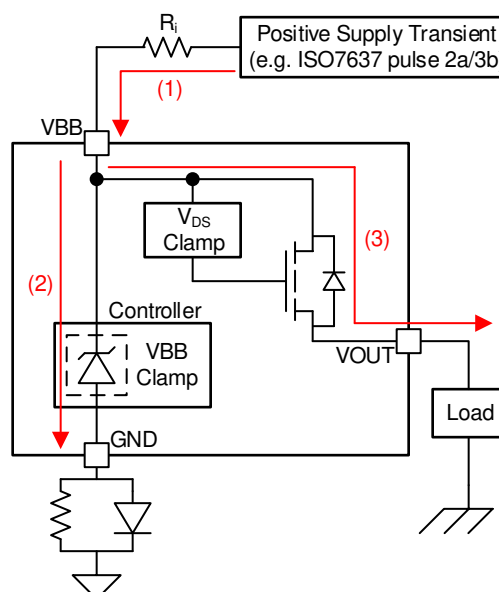 Rᵢ
Positive Supply Transient
(e.g. ISO7637 pulse 2a/3b
(1)
VBB
VDS
Clamp
(3)
(2)
Controller
VBB
Clamp
VOUT
Load
GND